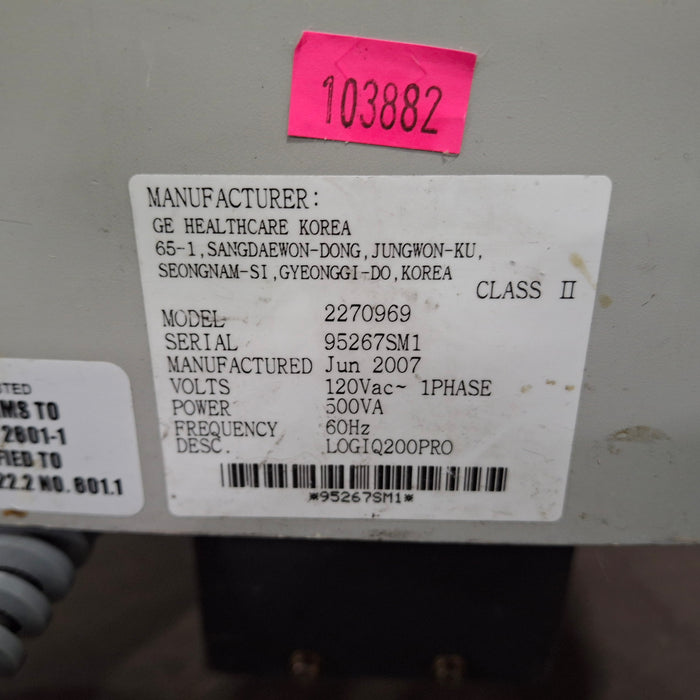 103882
MANUFACTURER:
GE HEALTHCARE KOREA
65-1,SANGDAEWON-DONG,JUNGWON-KU,
SEONGNAM-SI,GYEONGGI-DO,KOREA
CLASS II
MODEL 2270969
SERIAL 95267SM1
MANUFACTURED Jun 2007
VOLTS 120Vac~ 1PHASE
POWER 500VA
FREQUENCY 60Hz
DESC. LOGIQ200PRO
*95267SM1*
STED
MS TO
2601-1
FIED TO
22.2 NO. 601.1